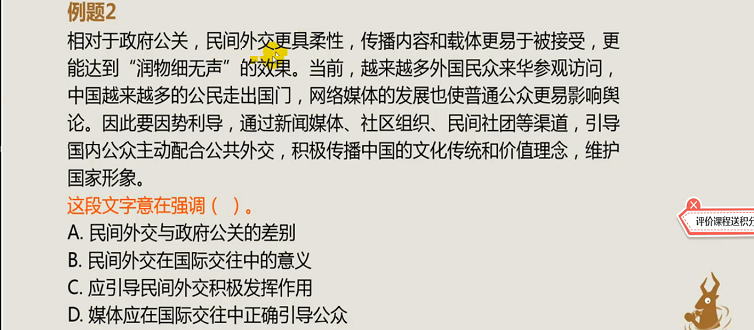 例题2
相对于政府公关，民间外交更具柔性，传播内容和载体更易于被接受，更
能达到“润物细无声”的效果。当前，越来越多外国民众来华参观访问，
中国越来越多的公民走出国门，网络媒体的发展也使普通公众更易影响舆
论。因此要因势利导，通过新闻媒体、社区组织、民间社团等渠道，引导
国内公众主动配合公共外交，积极传播中国的文化传统和价值理念，维护
国家形象。
这段文字意在强调（ ）。
评价课程送积分
A. 民间外交与政府公关的差别
B. 民间外交在国际交往中的意义
C. 应引导民间外交积极发挥作用
D. 媒体应在国际交往中正确引导公众